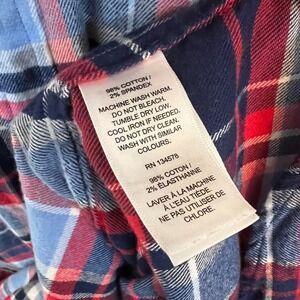 98% COTTON /
2% SPANDEX
MACHINE WASH WARM.
DO NOT BLEACH.
TUMBLE DRY LOW.
COOL IRON IF NEEDED.
DO NOT DRY CLEAN.
WASH WITH SIMILAR
COLOURS.
RN 134578
98% COTON /
2% ÉLASTHANNE
LAVER À LA MACHINE
À L'EAU TIÈDE.
NE PAS UTILISER DE
CHLORE.